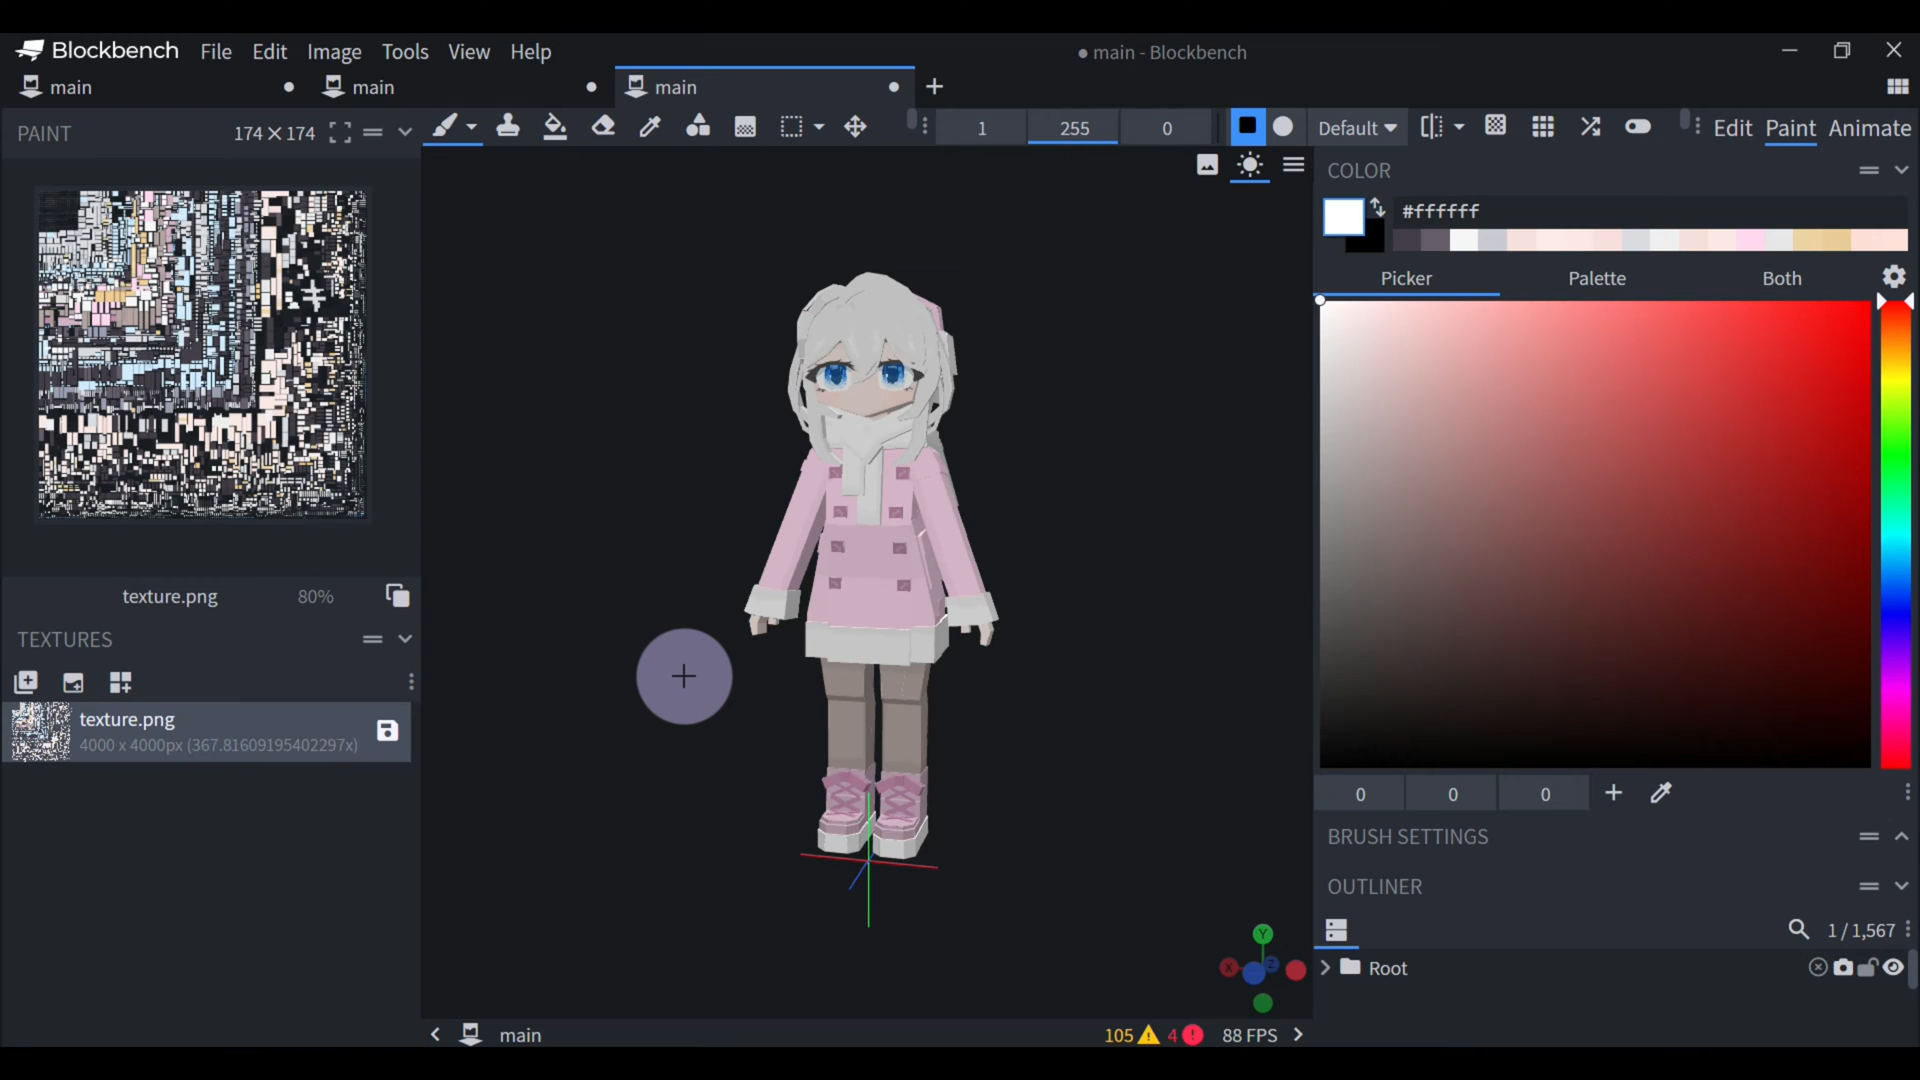 Blockbench File Edit Image Tools View Help
● main - Blockbench
main
main
main
PAINT 174 × 174
1 255 0
Default
Edit Paint Animate
COLOR
#ffffff
Picker Palette Both
texture.png 80%
TEXTURES
texture.png
4000 x 4000px (367.81609195402297x)
0 0 0
BRUSH SETTINGS
OUTLINER
1 / 1,567
Root
Y
X
Z
main
105 4 88 FPS